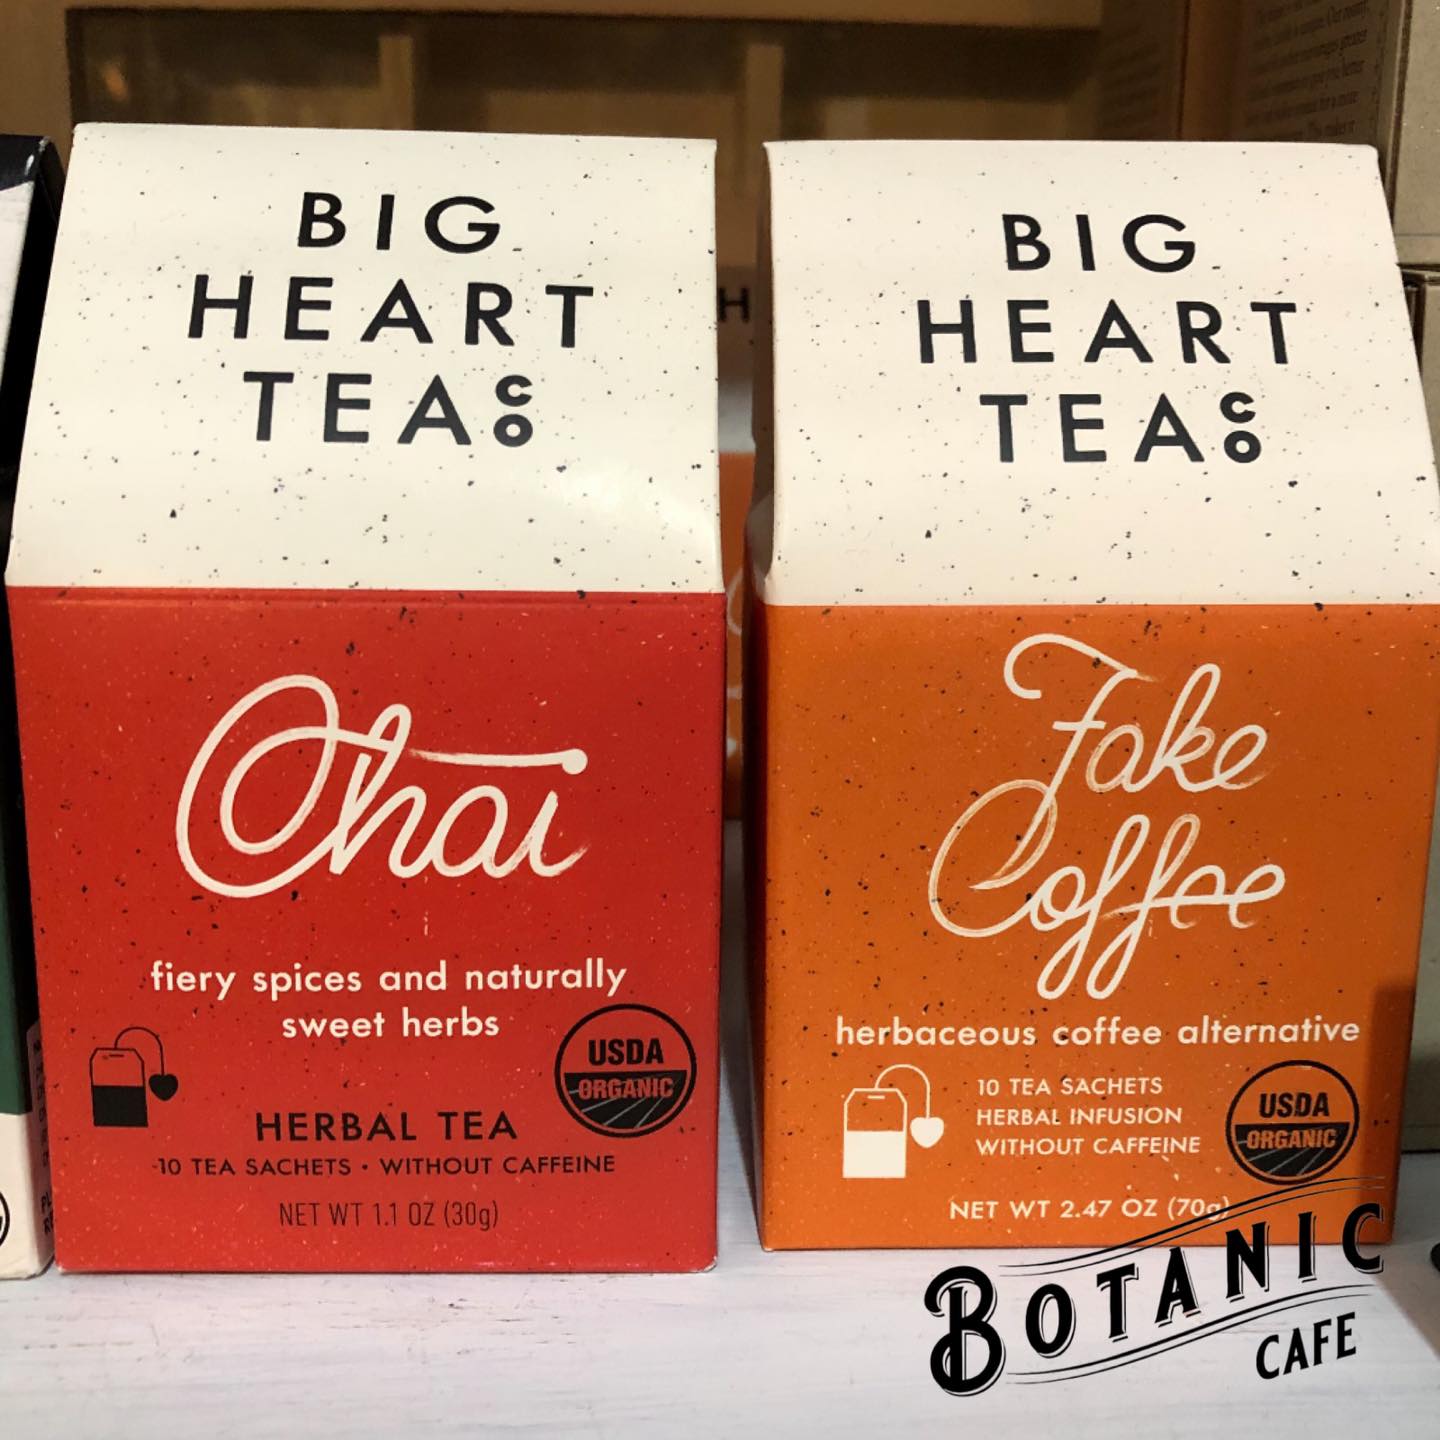 BIG
HEART
TEA CO
Chai
fiery spices and naturally
sweet herbs
USDA
ORGANIC
HERBAL TEA
10 TEA SACHETS • WITHOUT CAFFEINE
NET WT 1.1 OZ (30g)
BIG
HEART
TEA CO
Fake
Coffee
herbaceous coffee alternative
10 TEA SACHETS
HERBAL INFUSION
WITHOUT CAFFEINE
USDA
ORGANIC
NET WT 2.47 OZ (70g)
BOTANIC
CAFE